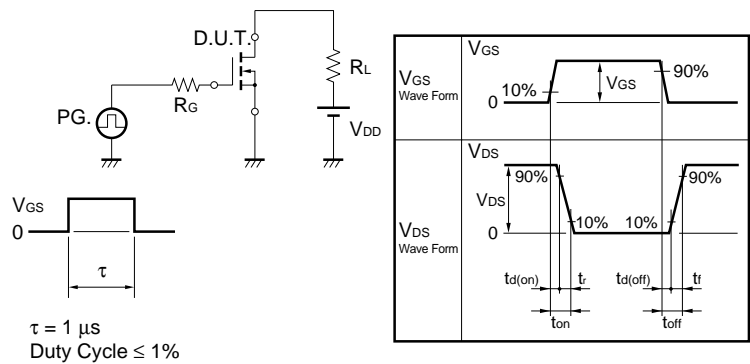 D.U.T.
RL
RG
PG.
VDD
VGS
0
τ
τ = 1 μs
Duty Cycle ≤ 1%
VGS
VGS
Wave Form
10%
90%
VGS
0
VDS
90%
90%
VDS
10%
10%
0
VDS
Wave Form
td(on)
tr
td(off)
tf
ton
toff